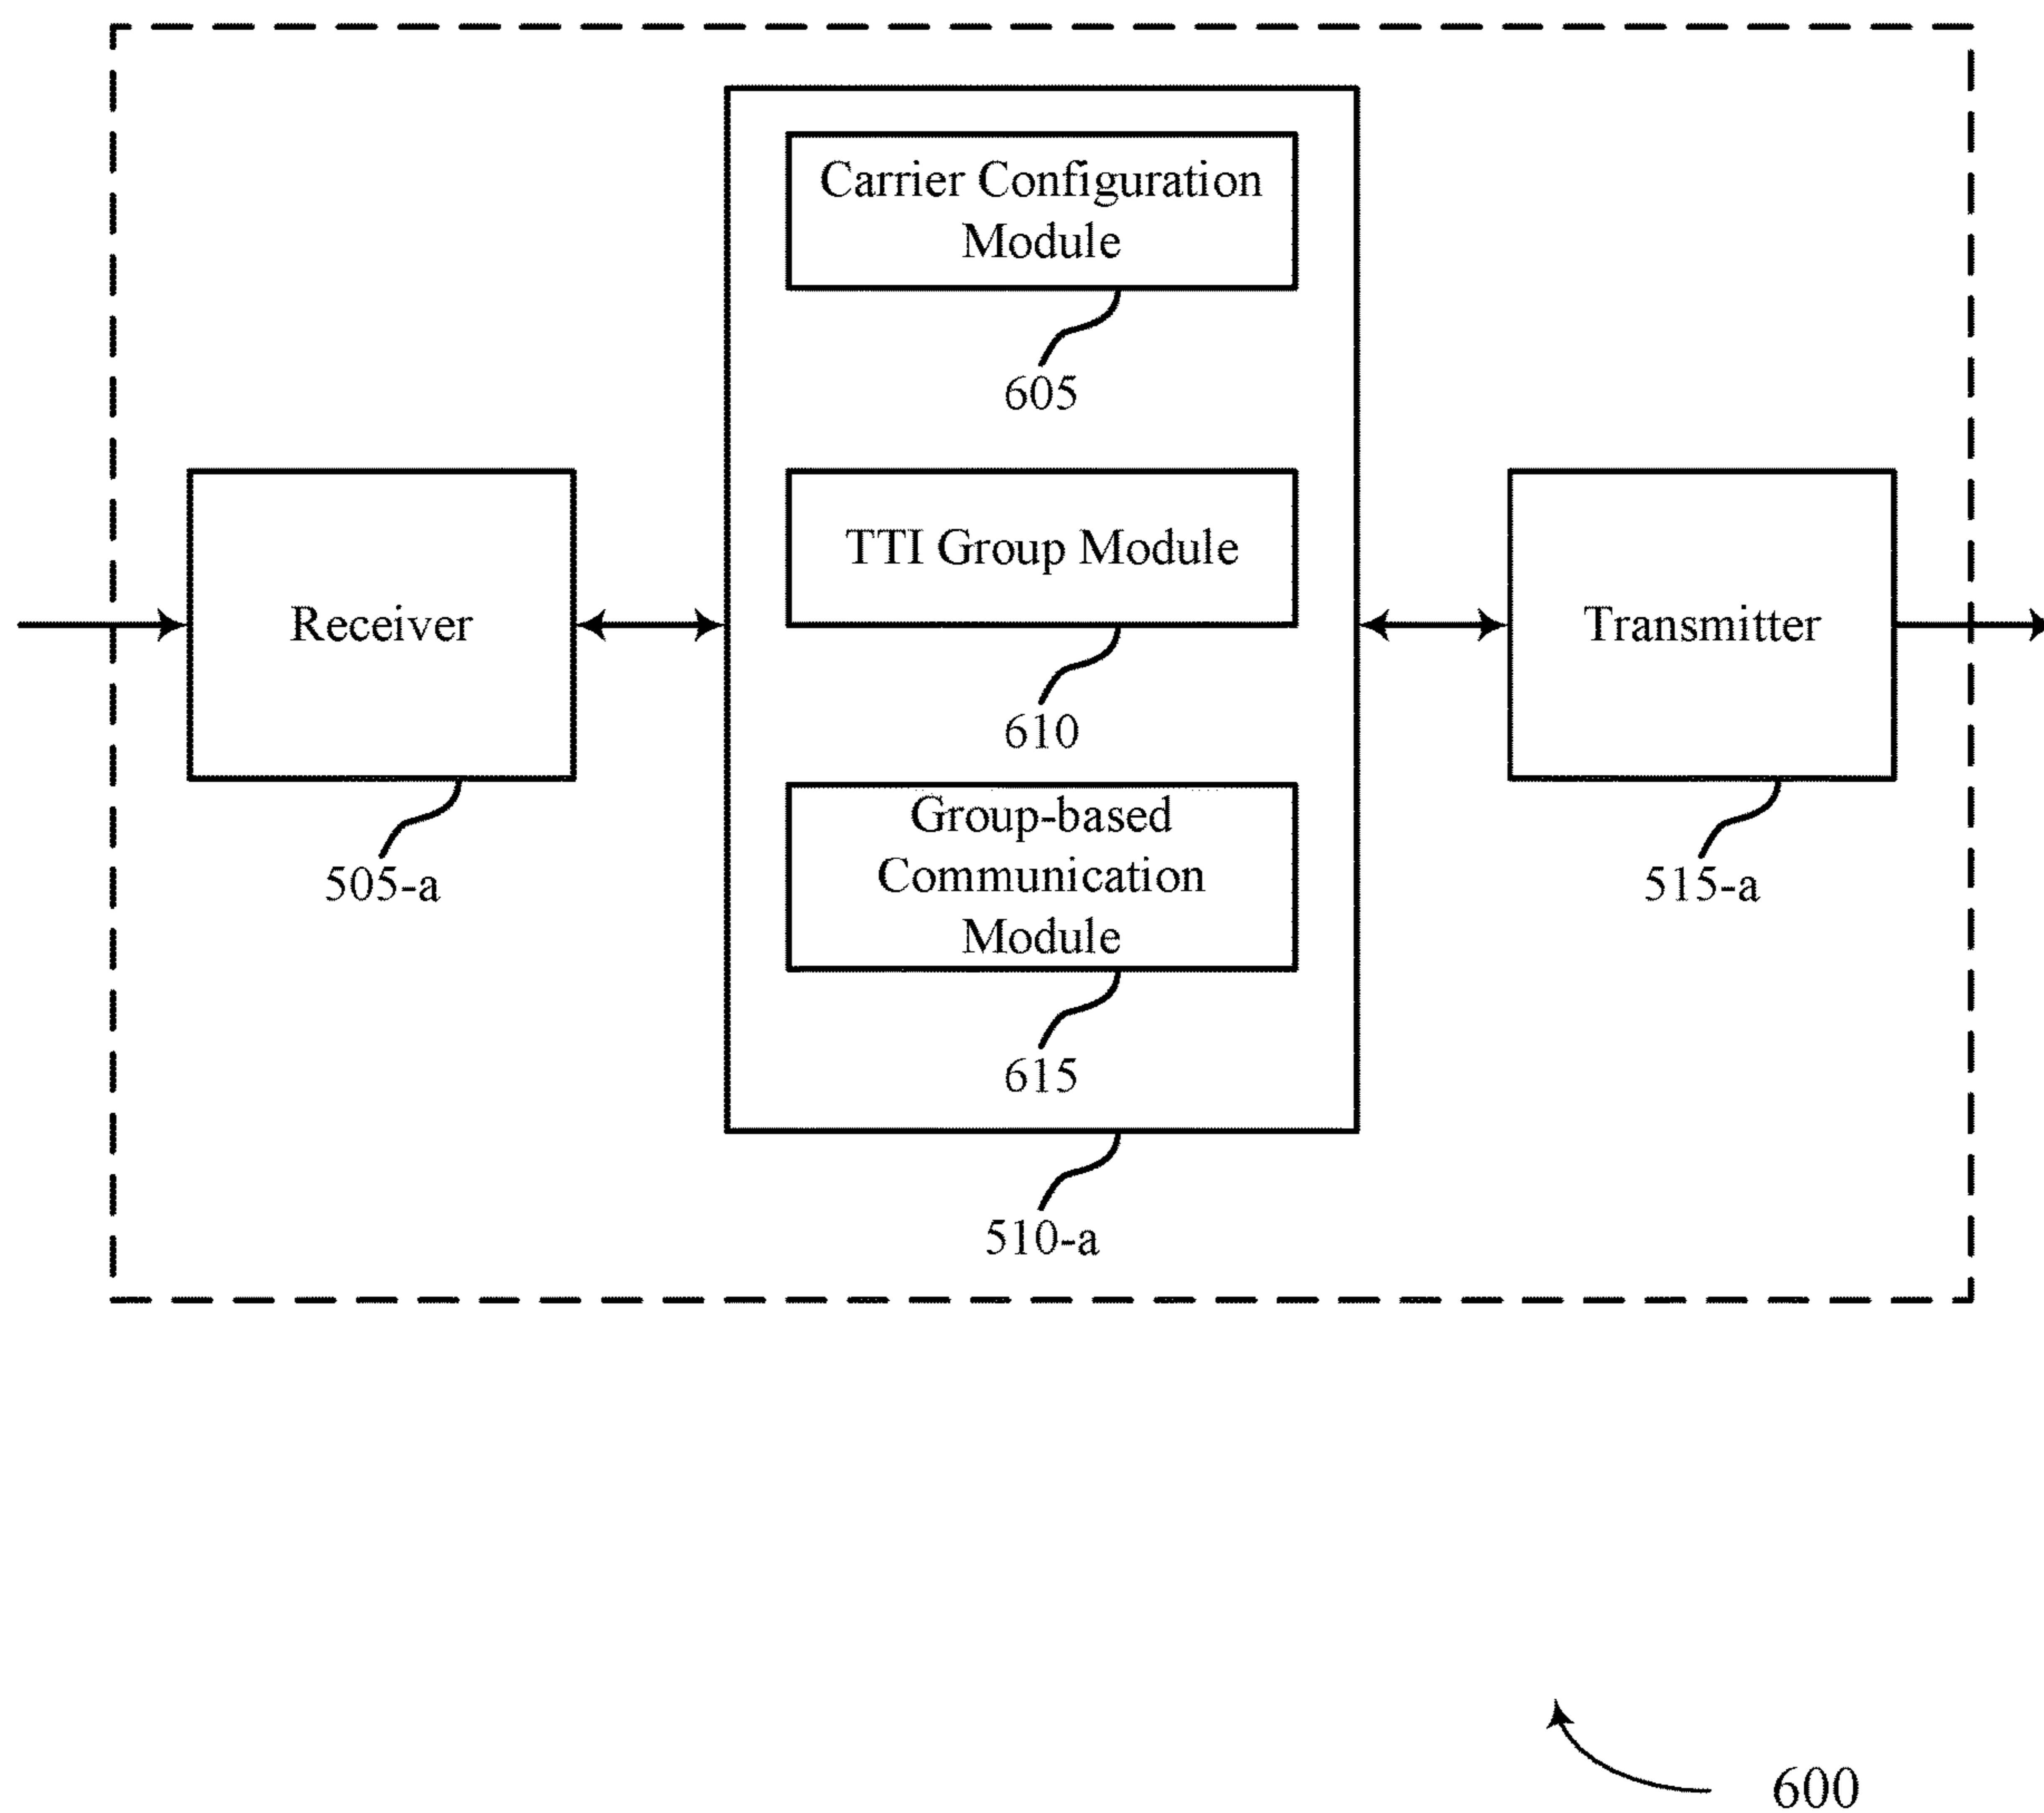 Carrier Configuration
Module
605
Receiver
505-a
TTI Group Module
610
Group-based
Communication
Module
615
510-a
Transmitter
515-a
600